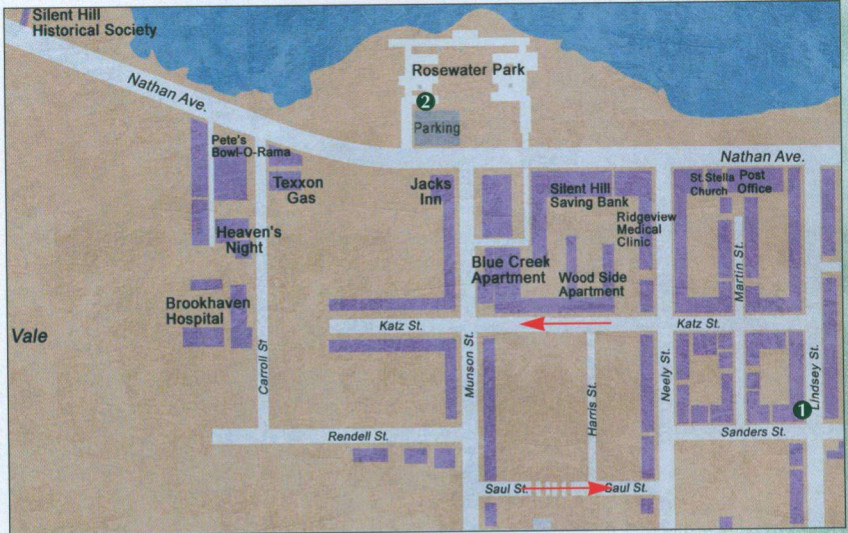 Silent Hill
Historical Society
Nathan Ave.
Rosewater Park
2
Parking
Pete's
Bowl-O-Rama
Nathan Ave.
Texxon
Gas
Jacks
Inn
Silent Hill
Saving Bank
St. Stella
Church
Post
Office
Ridgeview
Medical
Clinic
Heaven's
Night
Blue Creek
Apartment
Wood Side
Apartment
Martin St.
Brookhaven
Hospital
Vale
Katz St.
Katz St.
Carroll St
Munson St.
Harris St.
Neely St.
Lindsey St.
1
Rendell St.
Sanders St.
Saul St.
Saul St.